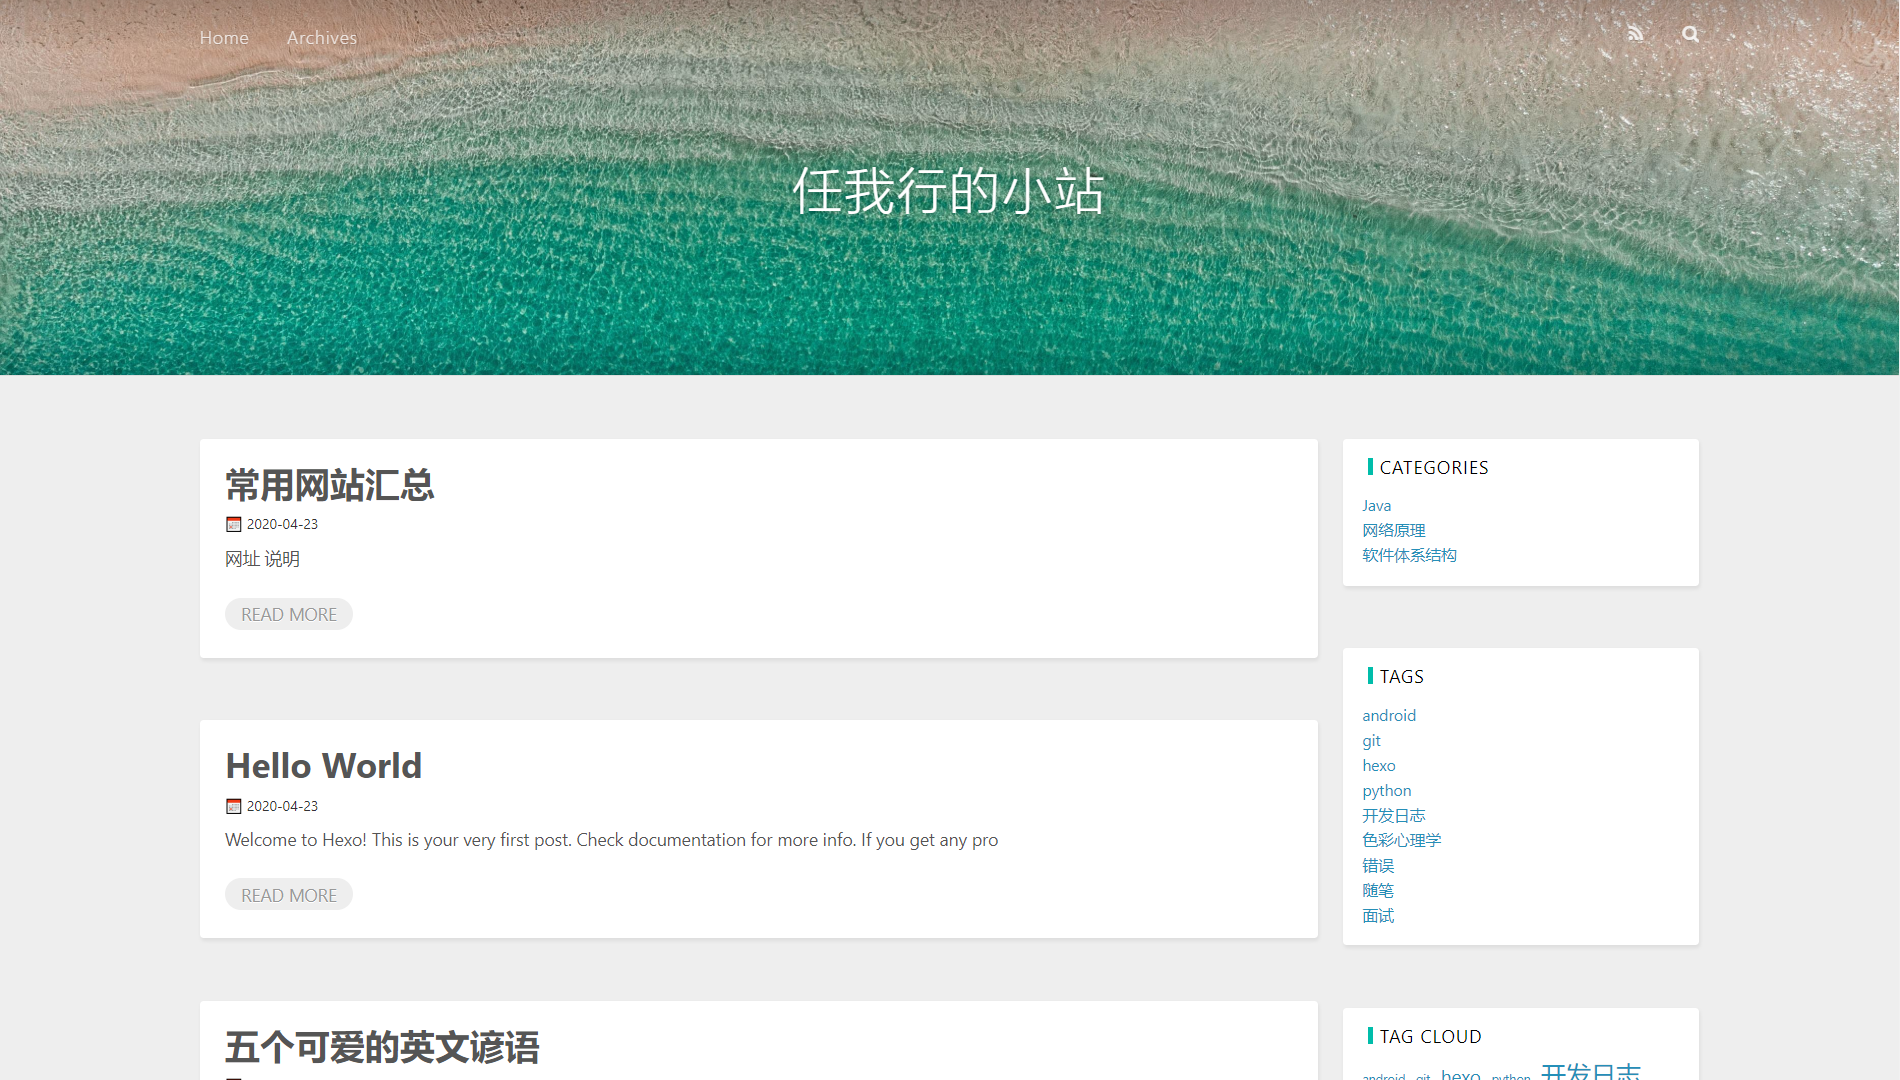 Home Archives
任我行的小站
常用网站汇总
2020-04-23
网址 说明
READ MORE
Hello World
2020-04-23
Welcome to Hexo! This is your very first post. Check documentation for more info. If you get any pro
READ MORE
五个可爱的英文谚语
CATEGORIES
Java
网络原理
软件体系结构
TAGS
android
git
hexo
python
开发日志
色彩心理学
错误
随笔
面试
TAG CLOUD
android git hexo python 开发日志